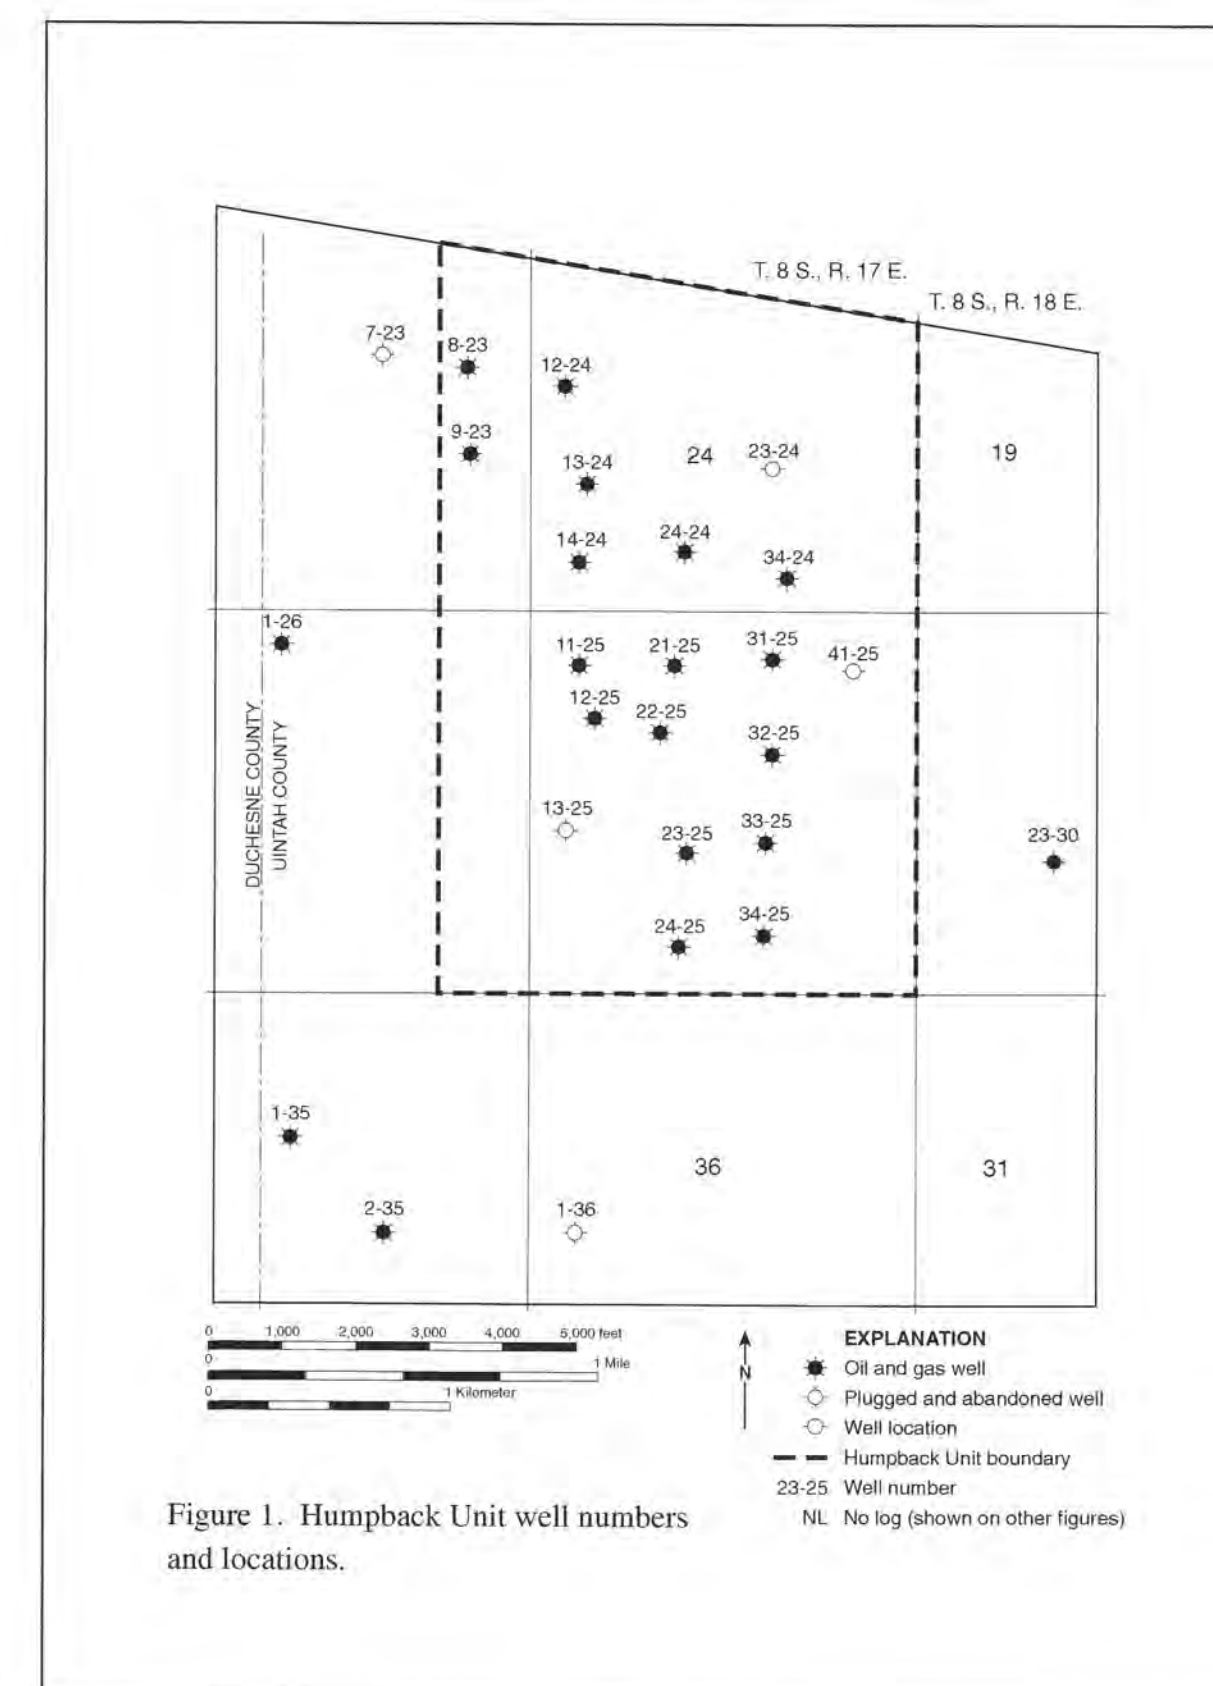 T. 8 S., R. 17 E.
T. 8 S., R. 18 E.
7-23
8-23
12-24
9-23
13-24
24
23-24
19
14-24
24-24
34-24
1-26
11-25
21-25
31-25
41-25
12-25
22-25
32-25
DUCHESNE COUNTY
UINTAH COUNTY
13-25
23-25
33-25
23-30
24-25
34-25
1-35
36
31
2-35
1-36
0 1,000 2,000 3,000 4,000 5,000 feet
0 1 Mile
0 1 Kilometer
N
EXPLANATION
Oil and gas well
Plugged and abandoned well
Well location
Humpback Unit boundary
23-25 Well number
NL No log (shown on other figures)
Figure 1. Humpback Unit well numbers
and locations.